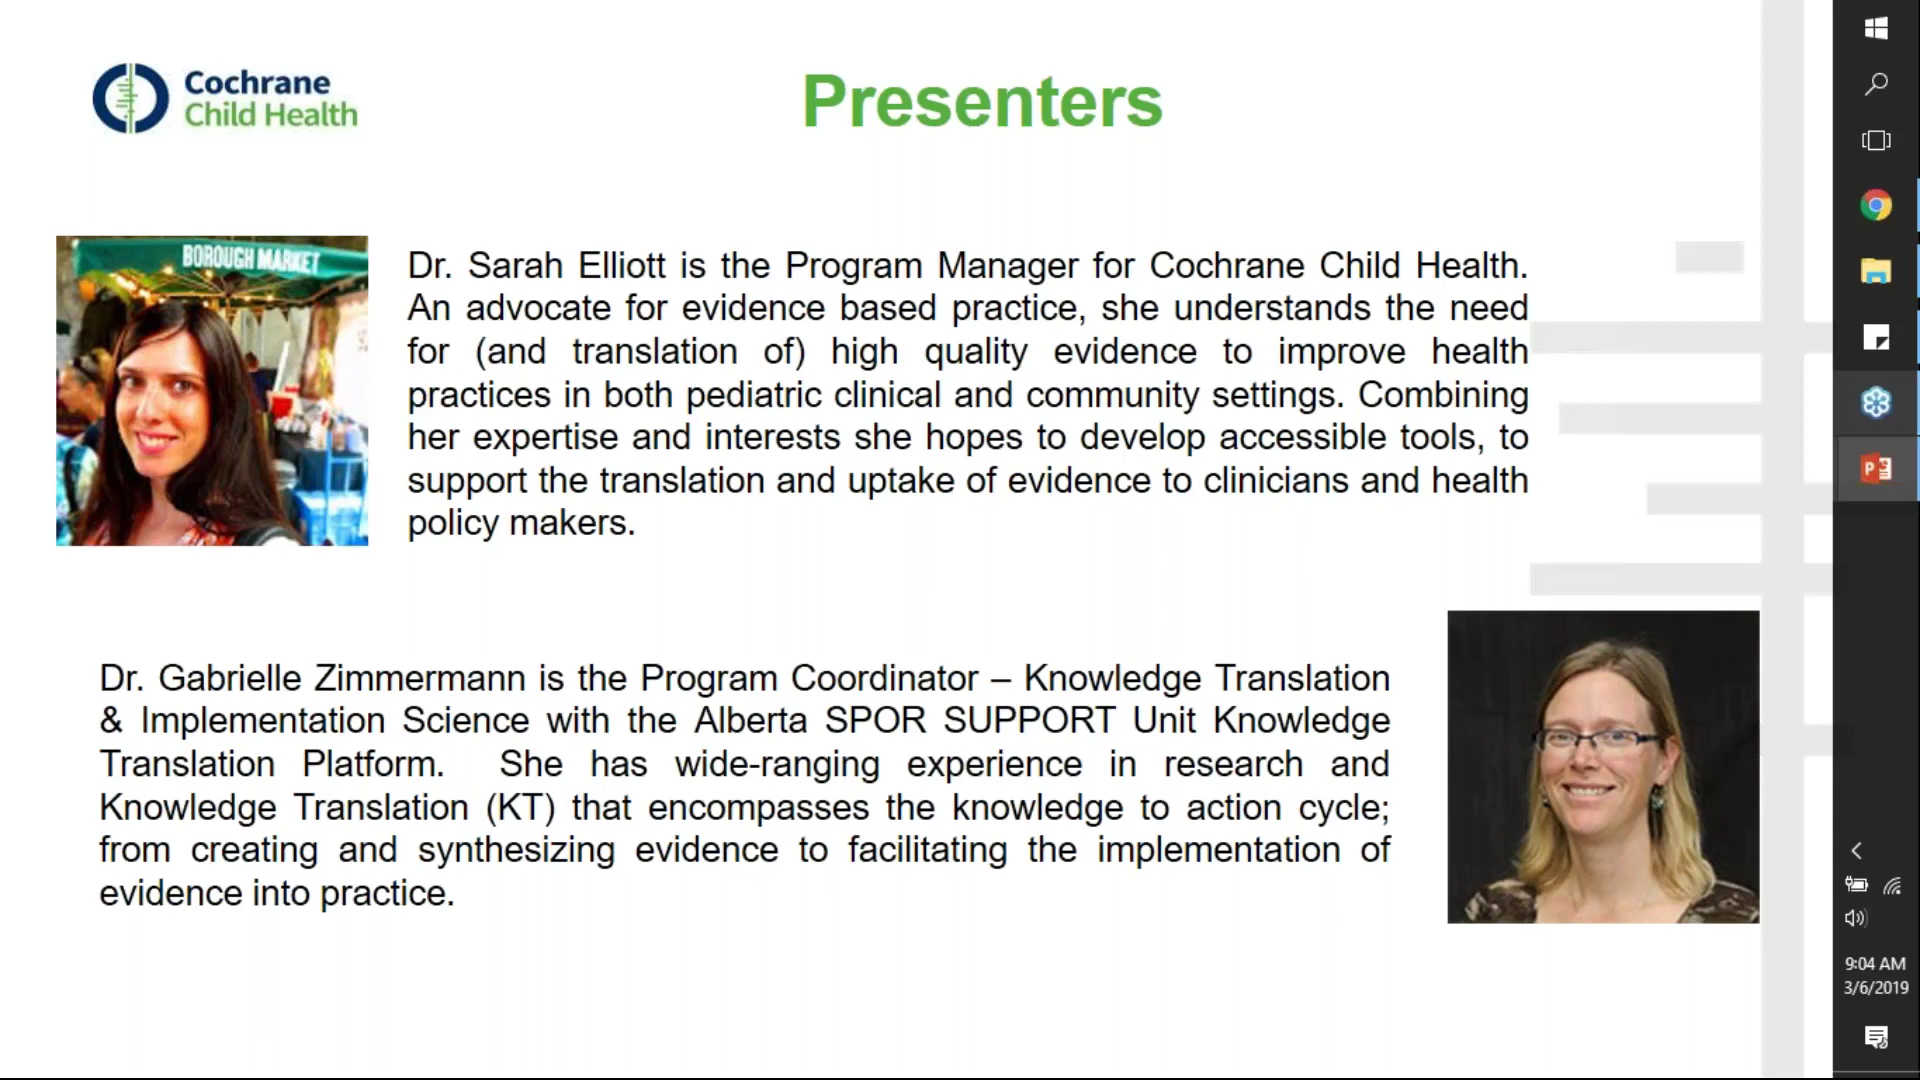 Cochrane
Child Health
Presenters
BOROUGH MARKET
Dr. Sarah Elliott is the Program Manager for Cochrane Child Health.
An advocate for evidence based practice, she understands the need
for (and translation of) high quality evidence to improve health
practices in both pediatric clinical and community settings. Combining
her expertise and interests she hopes to develop accessible tools, to
support the translation and uptake of evidence to clinicians and health
policy makers.
Dr. Gabrielle Zimmermann is the Program Coordinator – Knowledge Translation
& Implementation Science with the Alberta SPOR SUPPORT Unit Knowledge
Translation Platform.  She has wide-ranging experience in research and
Knowledge Translation (KT) that encompasses the knowledge to action cycle;
from creating and synthesizing evidence to facilitating the implementation of
evidence into practice.
P
9:04 AM
3/6/2019